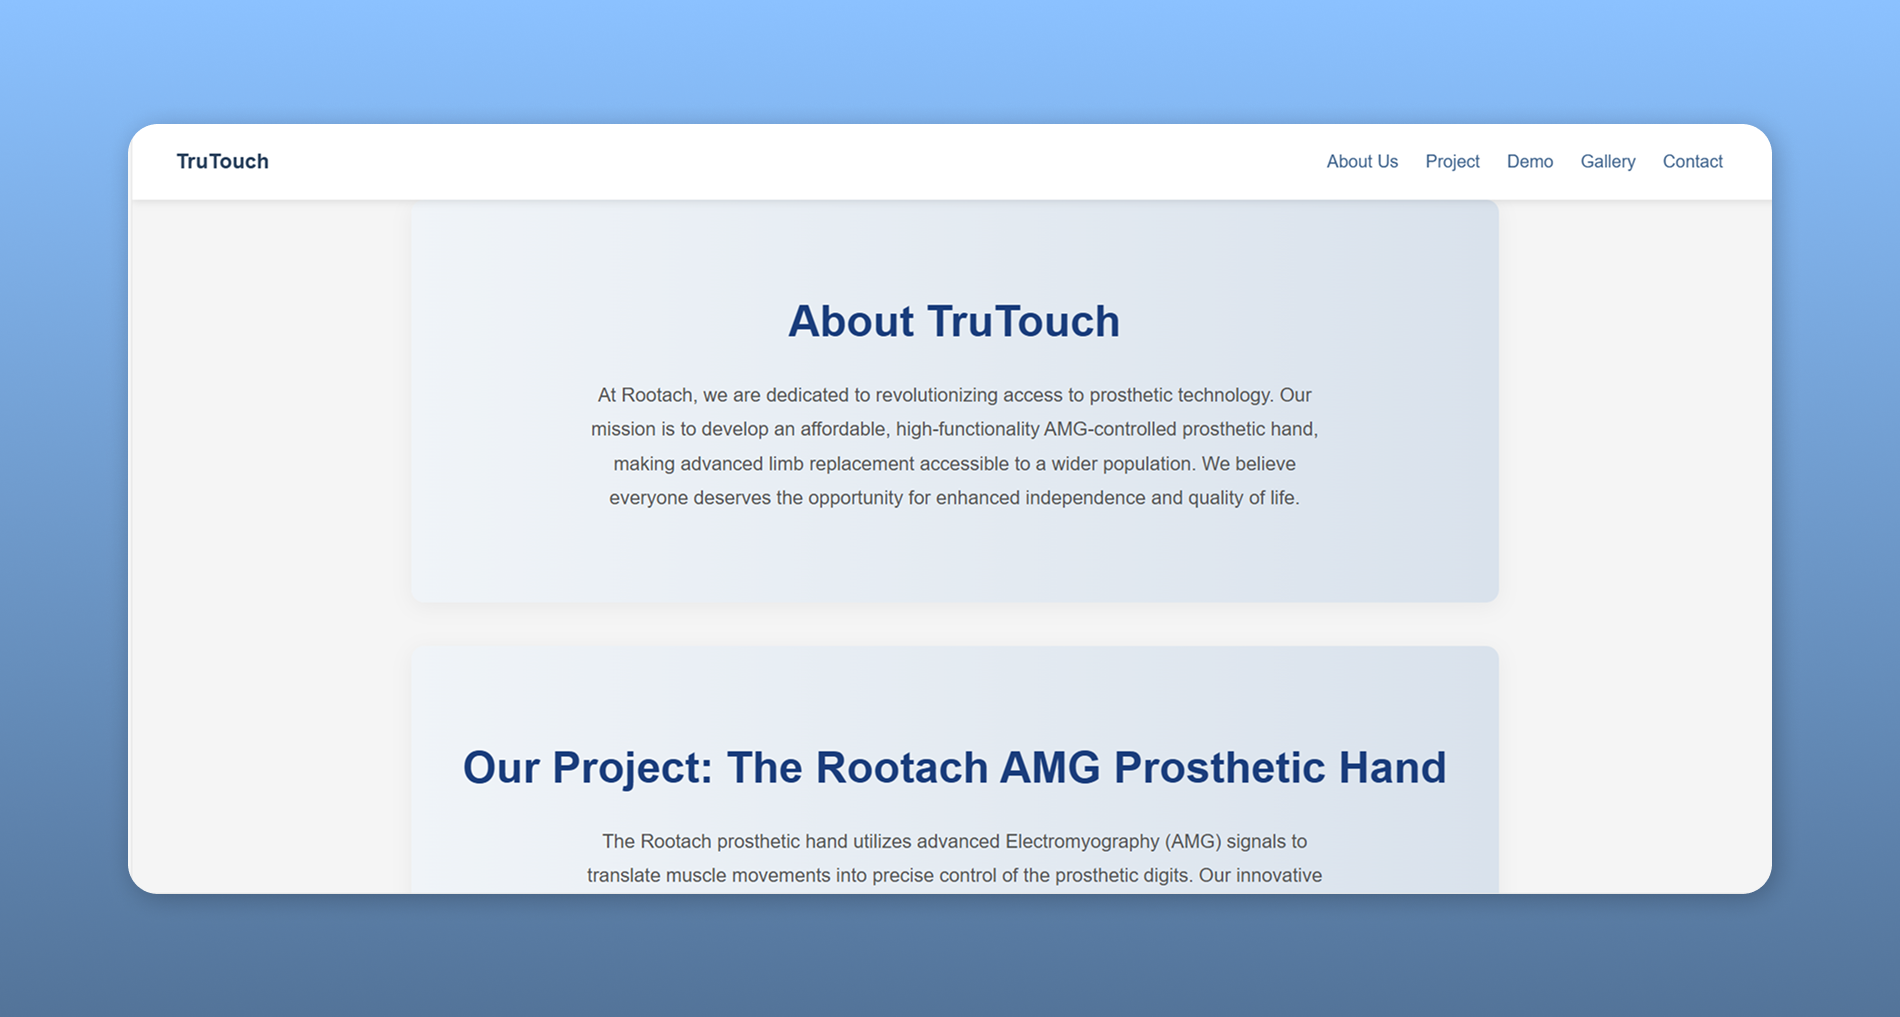 TruTouch
About Us Project Demo Gallery Contact
About TruTouch
At Rootach, we are dedicated to revolutionizing access to prosthetic technology. Our
mission is to develop an affordable, high-functionality AMG-controlled prosthetic hand,
making advanced limb replacement accessible to a wider population. We believe
everyone deserves the opportunity for enhanced independence and quality of life.
Our Project: The Rootach AMG Prosthetic Hand
The Rootach prosthetic hand utilizes advanced Electromyography (AMG) signals to
translate muscle movements into precise control of the prosthetic digits. Our innovative